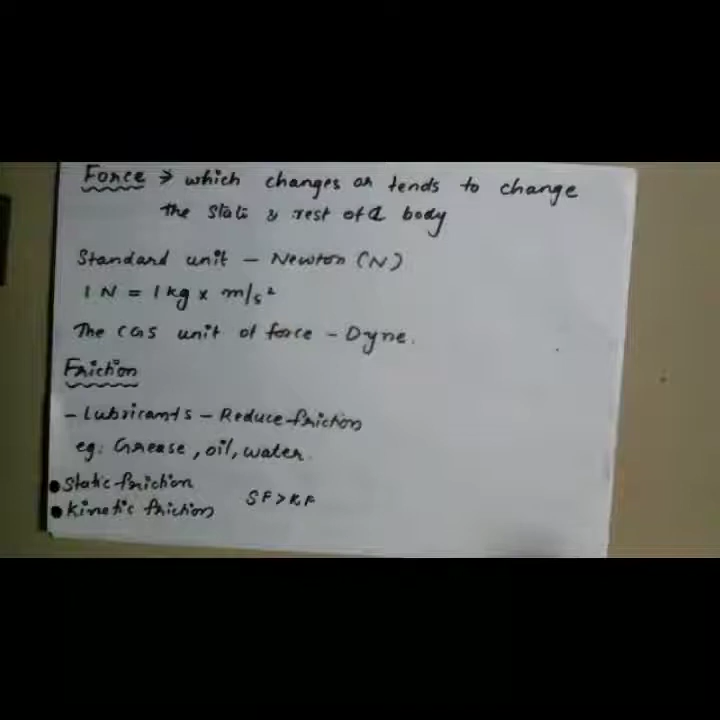 Force → which changes or tends to change
the state & rest of a body
Standard unit - Newton (N)
1 N = 1 kg x m/s²
The CGS unit of force - Dyne.
Friction
- Lubricants - Reduce friction
eg: Grease, oil, water.
• Static friction
• Kinetic friction SF > KF